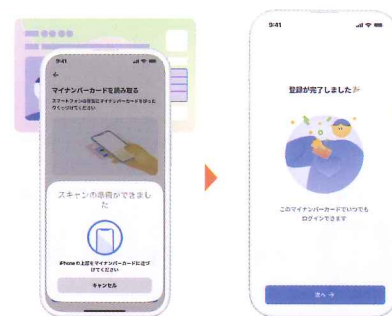 9:41
マイナンバーカードを読み取る
スマートフォンの背面にマイナンバーカードをぴった
りくっつけてください
スキャンの準備ができまし
た
iPhoneの上部をマイナンバーカードに近づ
けてください
キャンセル
9:41
登録が完了しました🎉
このマイナンバーカードでいつでも
ログインできます
次へ →